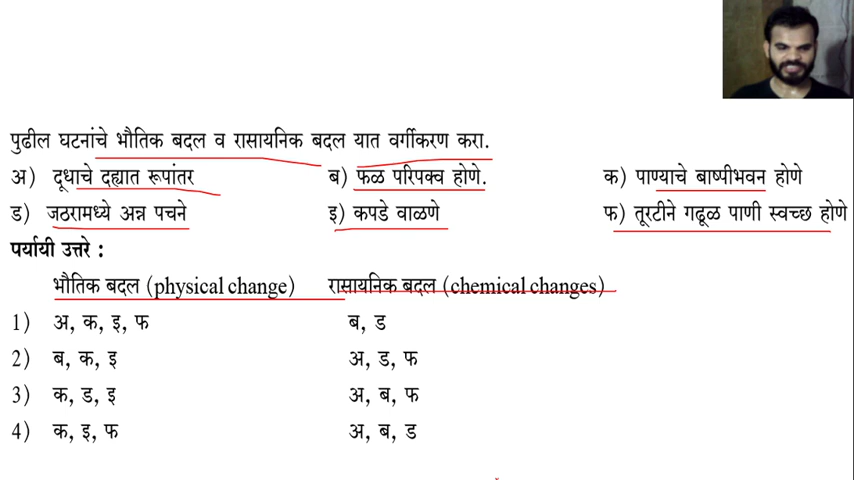 पुढील घटनांचे भौतिक बदल व रासायनिक बदल यात वर्गीकरण करा.
अ) दूधाचे दह्यात रूपांतर ब) फळ परिपक्व होणे. क) पाण्याचे बाष्पीभवन होणे
ड) जठरामध्ये अन्न पचने इ) कपडे वाळणे फ) तूरटीने गढूळ पाणी स्वच्छ होणे
पर्यायी उत्तरे :
भौतिक बदल (physical change) रासायनिक बदल (chemical changes)
1) अ, क, इ, फ ब, ड
2) ब, क, इ अ, ड, फ
3) क, ड, इ अ, ब, फ
4) क, इ, फ अ, ब, ड